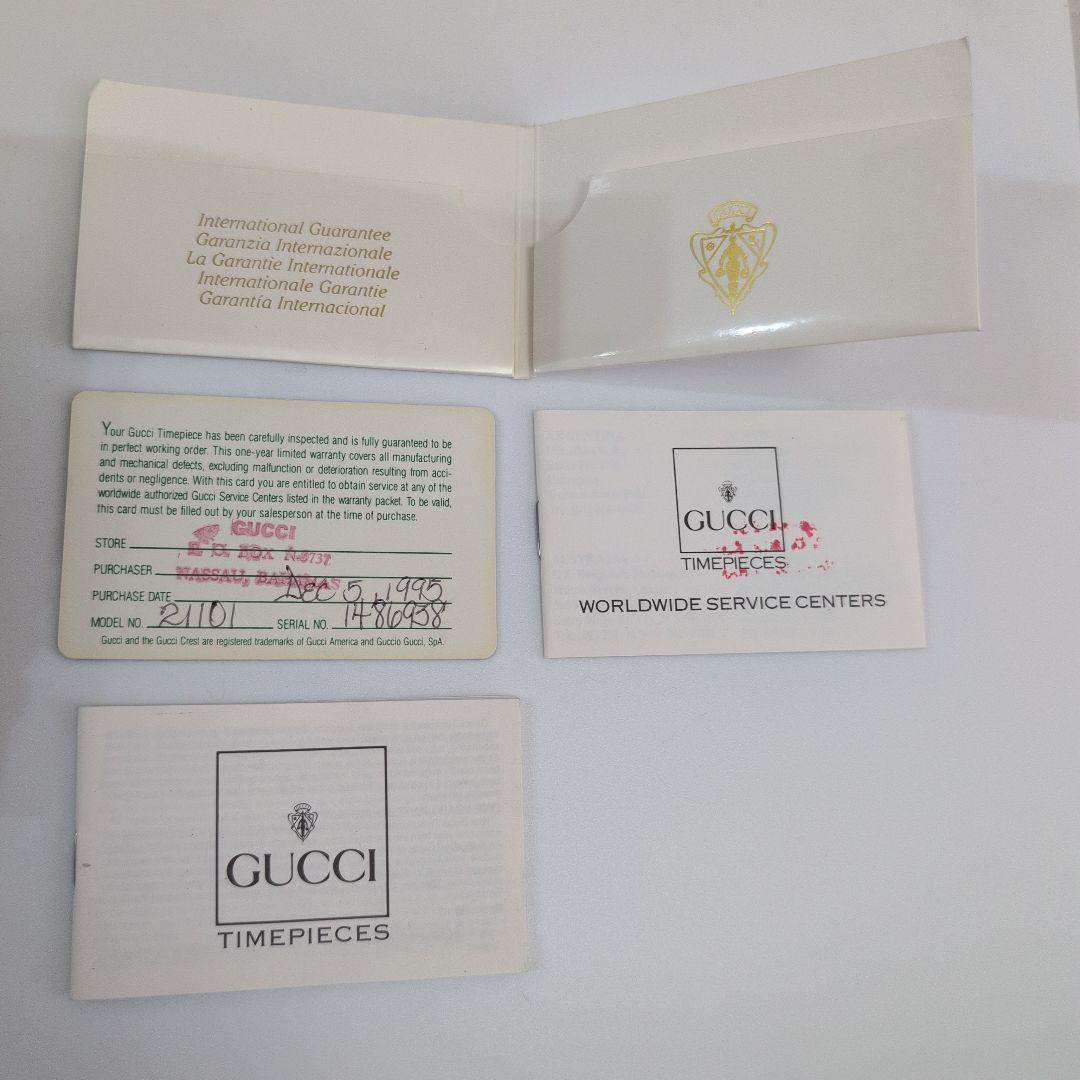 International Guarantee
Garanzia Internazionale
La Garantie Internationale
Internationale Garantie
Garantía Internacional
GUCCI
Your Gucci Timepiece has been carefully inspected and is fully guaranteed to be
in perfect working order. This one-year limited warranty covers all manufacturing
and mechanical defects, excluding malfunction or deterioration resulting from acci-
dents or negligence. With this card you are entitled to obtain service at any of the
worldwide authorized Gucci Service Centers listed in the warranty packet. To be valid,
this card must be filled out by your salesperson at the time of purchase.
GUCCI
STORE
P. O. BOX N-3737
PURCHASER
NASSAU, BAHAMAS
PURCHASE DATE Dec 5, 1995
MODEL NO. 21101 SERIAL NO. 1486938
Gucci and the Gucci Crest are registered trademarks of Gucci America and Guccio Gucci, SpA.
GUCCI
TIMEPIECES
WORLDWIDE SERVICE CENTERS
GUCCI
TIMEPIECES